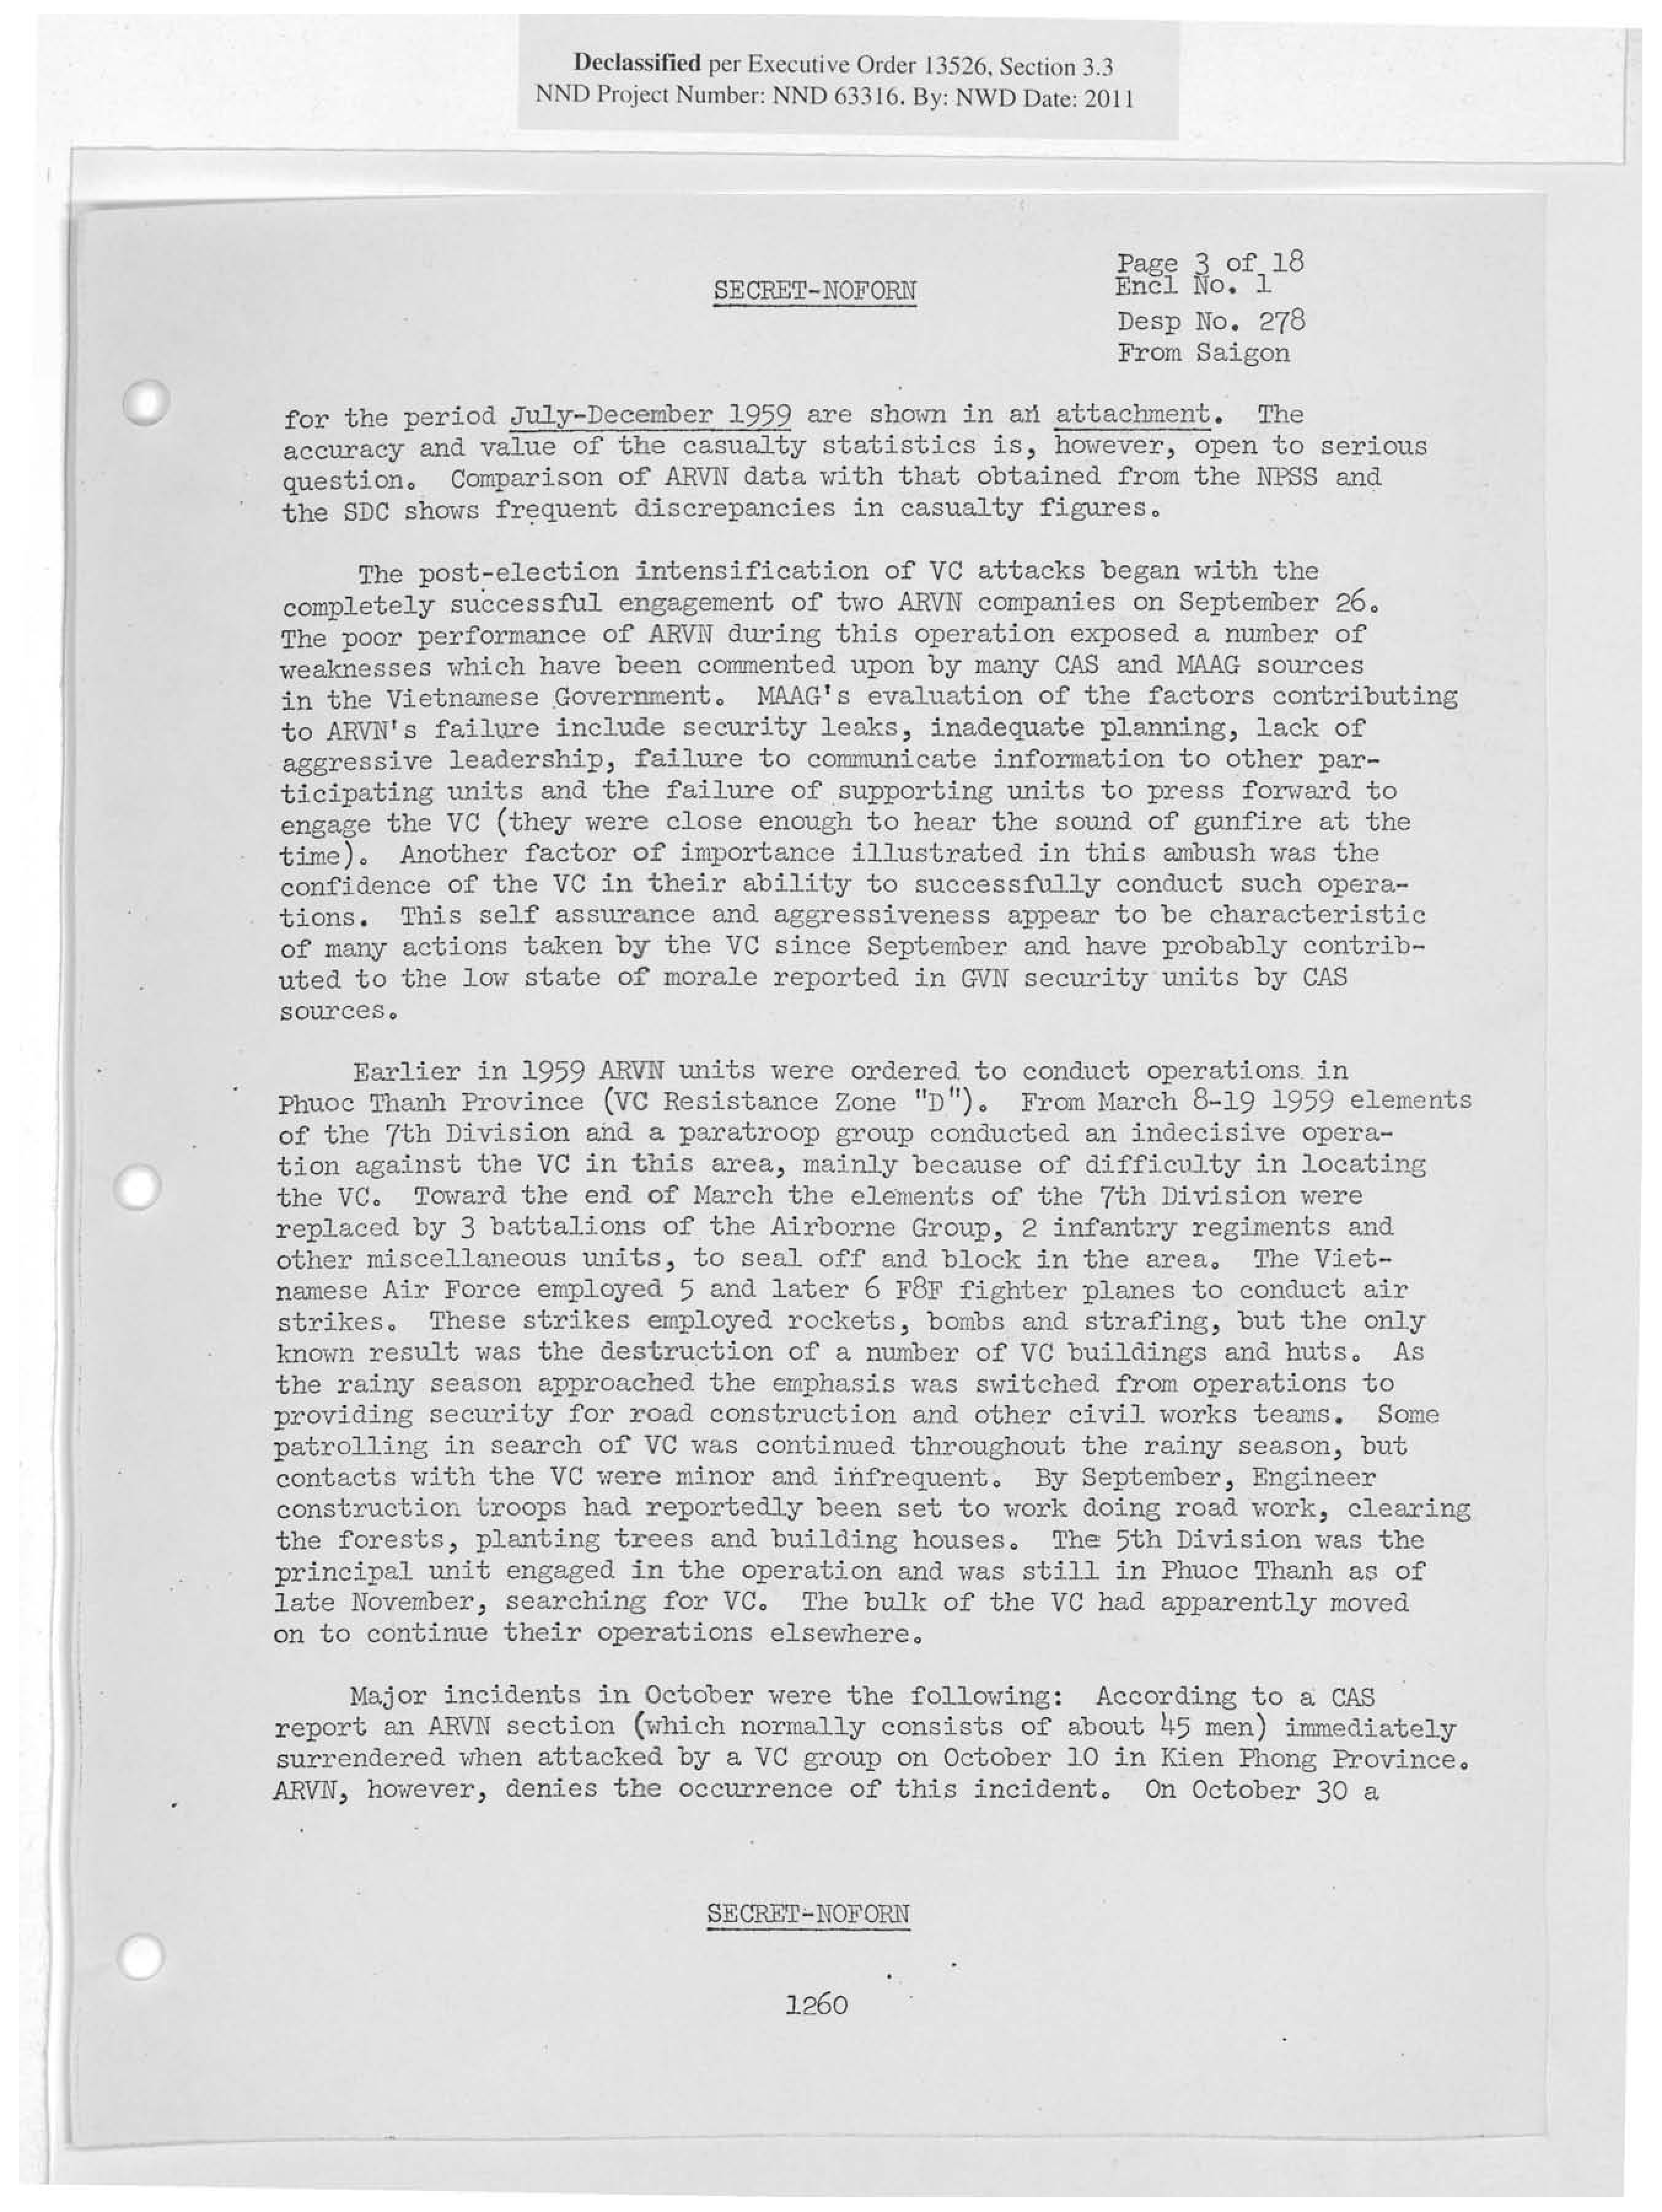 Declassified per Executive Order 13526, Section 3.3
NND Project Number: NND 63316. By: NWD Date: 2011
SECRET-NOFORN
Page 3 of 18
Encl No. 1
Desp No. 278
From Saigon
for the period July-December 1959 are shown in an attachment. The
accuracy and value of the casualty statistics is, however, open to serious
question. Comparison of ARVN data with that obtained from the NPSS and
the SDC shows frequent discrepancies in casualty figures.
The post-election intensification of VC attacks began with the
completely successful engagement of two ARVN companies on September 26.
The poor performance of ARVN during this operation exposed a number of
weaknesses which have been commented upon by many CAS and MAAG sources
in the Vietnamese Government. MAAG's evaluation of the factors contributing
to ARVN's failure include security leaks, inadequate planning, lack of
aggressive leadership, failure to communicate information to other par-
ticipating units and the failure of supporting units to press forward to
engage the VC (they were close enough to hear the sound of gunfire at the
time). Another factor of importance illustrated in this ambush was the
confidence of the VC in their ability to successfully conduct such opera-
tions. This self assurance and aggressiveness appear to be characteristic
of many actions taken by the VC since September and have probably contrib-
uted to the low state of morale reported in GVN security units by CAS
sources.
Earlier in 1959 ARVN units were ordered to conduct operations in
Phuoc Thanh Province (VC Resistance Zone "D"). From March 8-19 1959 elements
of the 7th Division and a paratroop group conducted an indecisive opera-
tion against the VC in this area, mainly because of difficulty in locating
the VC. Toward the end of March the elements of the 7th Division were
replaced by 3 battalions of the Airborne Group, 2 infantry regiments and
other miscellaneous units, to seal off and block in the area. The Viet-
namese Air Force employed 5 and later 6 F8F fighter planes to conduct air
strikes. These strikes employed rockets, bombs and strafing, but the only
known result was the destruction of a number of VC buildings and huts. As
the rainy season approached the emphasis was switched from operations to
providing security for road construction and other civil works teams. Some
patrolling in search of VC was continued throughout the rainy season, but
contacts with the VC were minor and infrequent. By September, Engineer
construction troops had reportedly been set to work doing road work, clearing
the forests, planting trees and building houses. The 5th Division was the
principal unit engaged in the operation and was still in Phuoc Thanh as of
late November, searching for VC. The bulk of the VC had apparently moved
on to continue their operations elsewhere.
Major incidents in October were the following: According to a CAS
report an ARVN section (which normally consists of about 45 men) immediately
surrendered when attacked by a VC group on October 10 in Kien Phong Province.
ARVN, however, denies the occurrence of this incident. On October 30 a
SECRET-NOFORN
1260